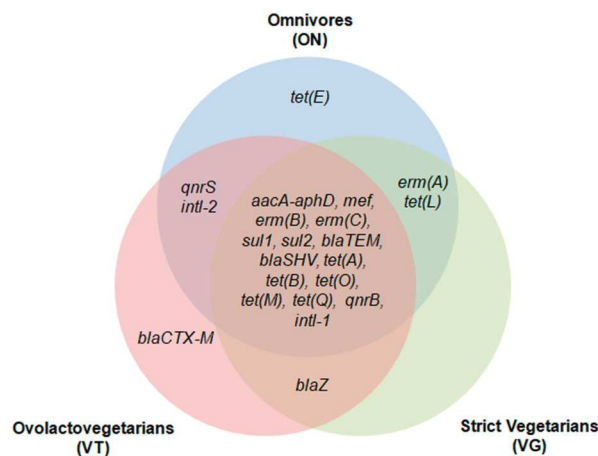 Omnivores
(ON)
tet(E)
qnrS
intl-2
erm(A)
tet(L)
aacA-aphD, mef,
erm(B), erm(C),
sul1, sul2, blaTEM,
blaSHV, tet(A),
tet(B), tet(O),
tet(M), tet(Q), qnrB,
intl-1
blaCTX-M
blaZ
Ovolactovegetarians
(VT)
Strict Vegetarians
(VG)